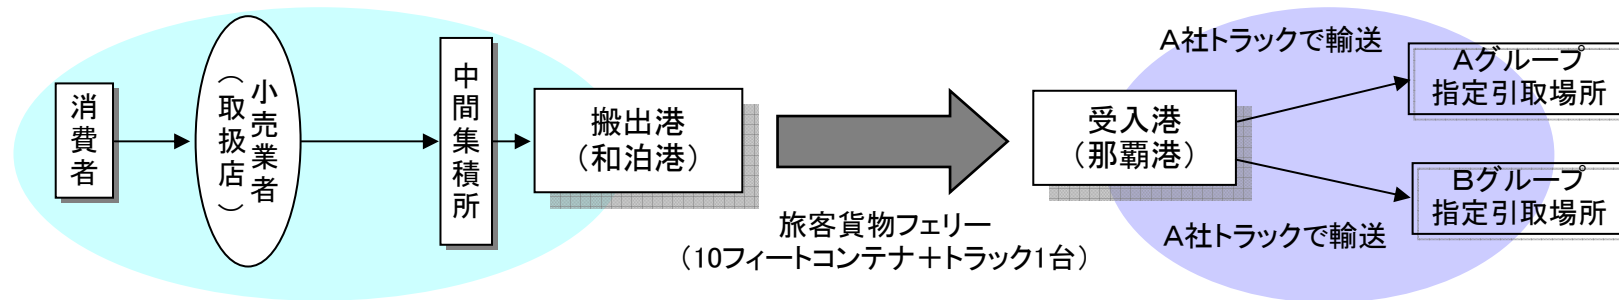 消費者
小売業者
（取扱店）
中間集積所
搬出港
（和泊港）
旅客貨物フェリー
（10フィートコンテナ＋トラック1台）
受入港
（那覇港）
A社トラックで輸送
A社トラックで輸送
Aグループ
指定引取場所
Bグループ
指定引取場所